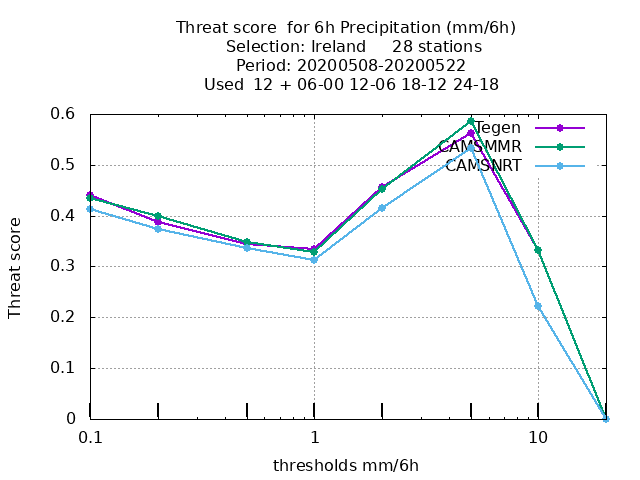 Threat score  for 6h Precipitation (mm/6h)
Selection: Ireland     28 stations
Period: 20200508-20200522
Used  12 + 06-00 12-06 18-12 24-18
Threat score
0.6
0.5
0.4
0.3
0.2
0.1
0
Tegen
CAMSMMR
CAMSNRT
0.1
1
10
thresholds mm/6h